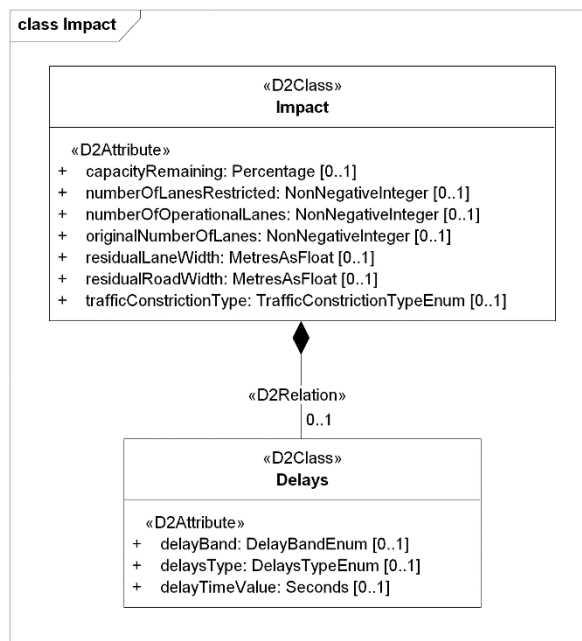 class Impact
«D2Class»
Impact
«D2Attribute»
+ capacityRemaining: Percentage [0..1]
+ numberOfLanesRestricted: NonNegativeInteger [0..1]
+ numberOfOperationalLanes: NonNegativeInteger [0..1]
+ originalNumberOfLanes: NonNegativeInteger [0..1]
+ residualLaneWidth: MetresAsFloat [0..1]
+ residualRoadWidth: MetresAsFloat [0..1]
+ trafficConstrictionType: TrafficConstrictionTypeEnum [0..1]
«D2Relation»
0..1
«D2Class»
Delays
«D2Attribute»
+ delayBand: DelayBandEnum [0..1]
+ delaysType: DelaysTypeEnum [0..1]
+ delayTimeValue: Seconds [0..1]